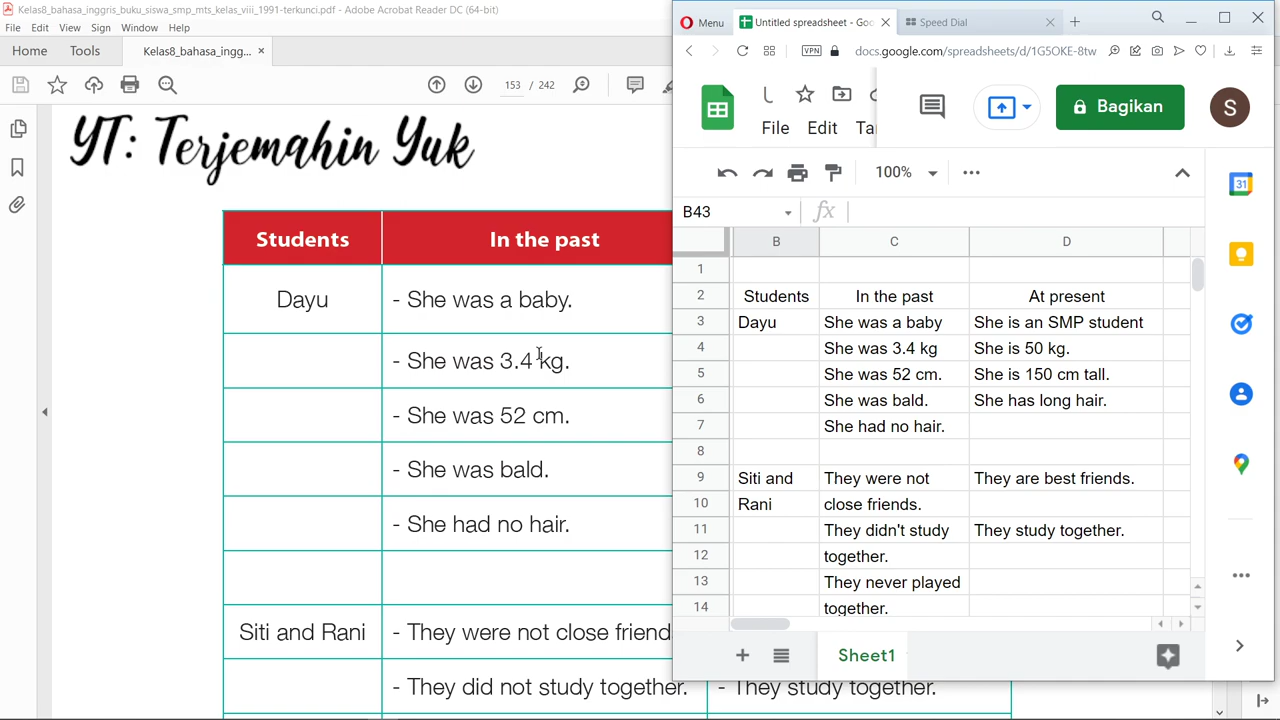 Kelas8_bahasa_inggris_buku_siswa_smp_mts_kelas_viii_1991-terkunci.pdf - Adobe Acrobat Reader DC (64-bit)
File Edit View Sign Window Help
Home Tools Kelas8_bahasa_ingg... ×
153 / 242
YT: Terjemahin Yuk
Students In the past
Dayu - She was a baby.
- She was 3.4 kg.
- She was 52 cm.
- She was bald.
- She had no hair.
Siti and Rani - They were not close friend
- They did not study together. - They study together.
Menu Untitled spreadsheet - Goo Speed Dial
VPN docs.google.com/spreadsheets/d/1G5OKE-8tw
File Edit Ta
Bagikan S
100%
B43 fx
31
B C D
1
2 Students In the past At present
3 Dayu She was a baby She is an SMP student
4 She was 3.4 kg She is 50 kg.
5 She was 52 cm. She is 150 cm tall.
6 She was bald. She has long hair.
7 She had no hair.
8
9 Siti and They were not They are best friends.
10 Rani close friends.
11 They didn't study They study together.
12 together.
13 They never played
14 together.
Sheet1